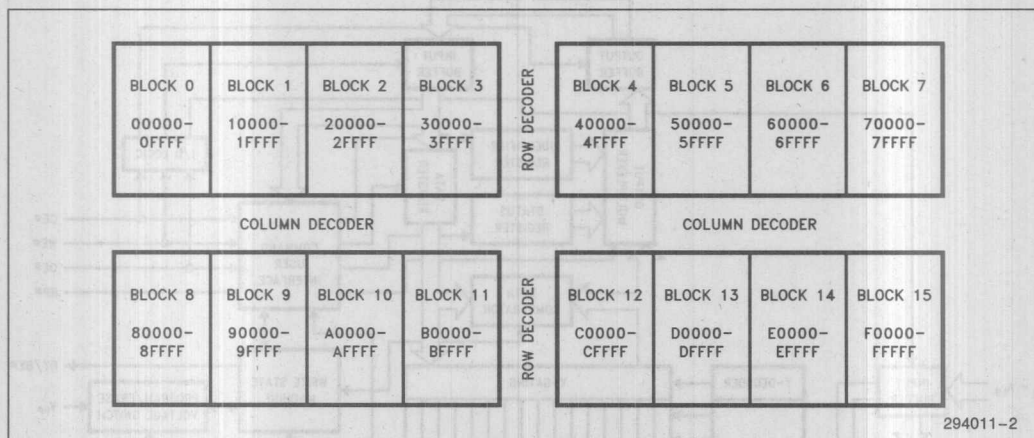 BLOCK 0 BLOCK 1 BLOCK 2 BLOCK 3
00000- 10000- 20000- 30000-
0FFFF 1FFFF 2FFFF 3FFFF
ROW DECODER
BLOCK 4 BLOCK 5 BLOCK 6 BLOCK 7
40000- 50000- 60000- 70000-
4FFFF 5FFFF 6FFFF 7FFFF
COLUMN DECODER COLUMN DECODER
BLOCK 8 BLOCK 9 BLOCK 10 BLOCK 11
80000- 90000- A0000- B0000-
8FFFF 9FFFF AFFFF BFFFF
ROW DECODER
BLOCK 12 BLOCK 13 BLOCK 14 BLOCK 15
C0000- D0000- E0000- F0000-
CFFFF DFFFF EFFFF FFFFF
294011-2